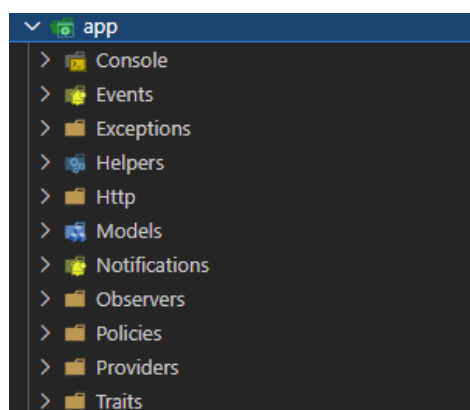 app
Console
Events
Exceptions
Helpers
Http
Models
Notifications
Observers
Policies
Providers
Traits